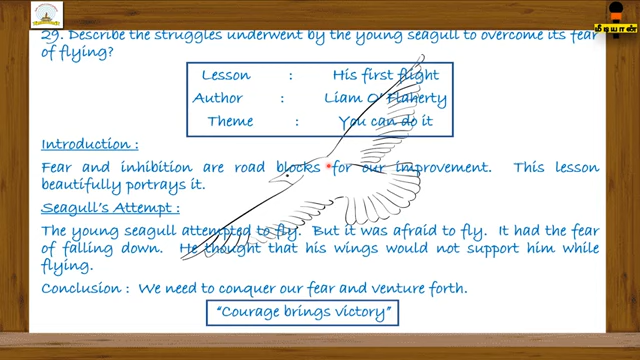 மீடியான்
29. Describe the struggles underwent by the young seagull to overcome its fear
of flying?
Lesson : His first flight
Author : Liam O' Flaherty
Theme : You can do it
Introduction :
Fear and inhibition are road blocks for our improvement. This lesson
beautifully portrays it.
Seagull's Attempt :
The young seagull attempted to fly. But it was afraid to fly. It had the fear
of falling down. He thought that his wings would not support him while
flying.
Conclusion : We need to conquer our fear and venture forth.
"Courage brings victory"